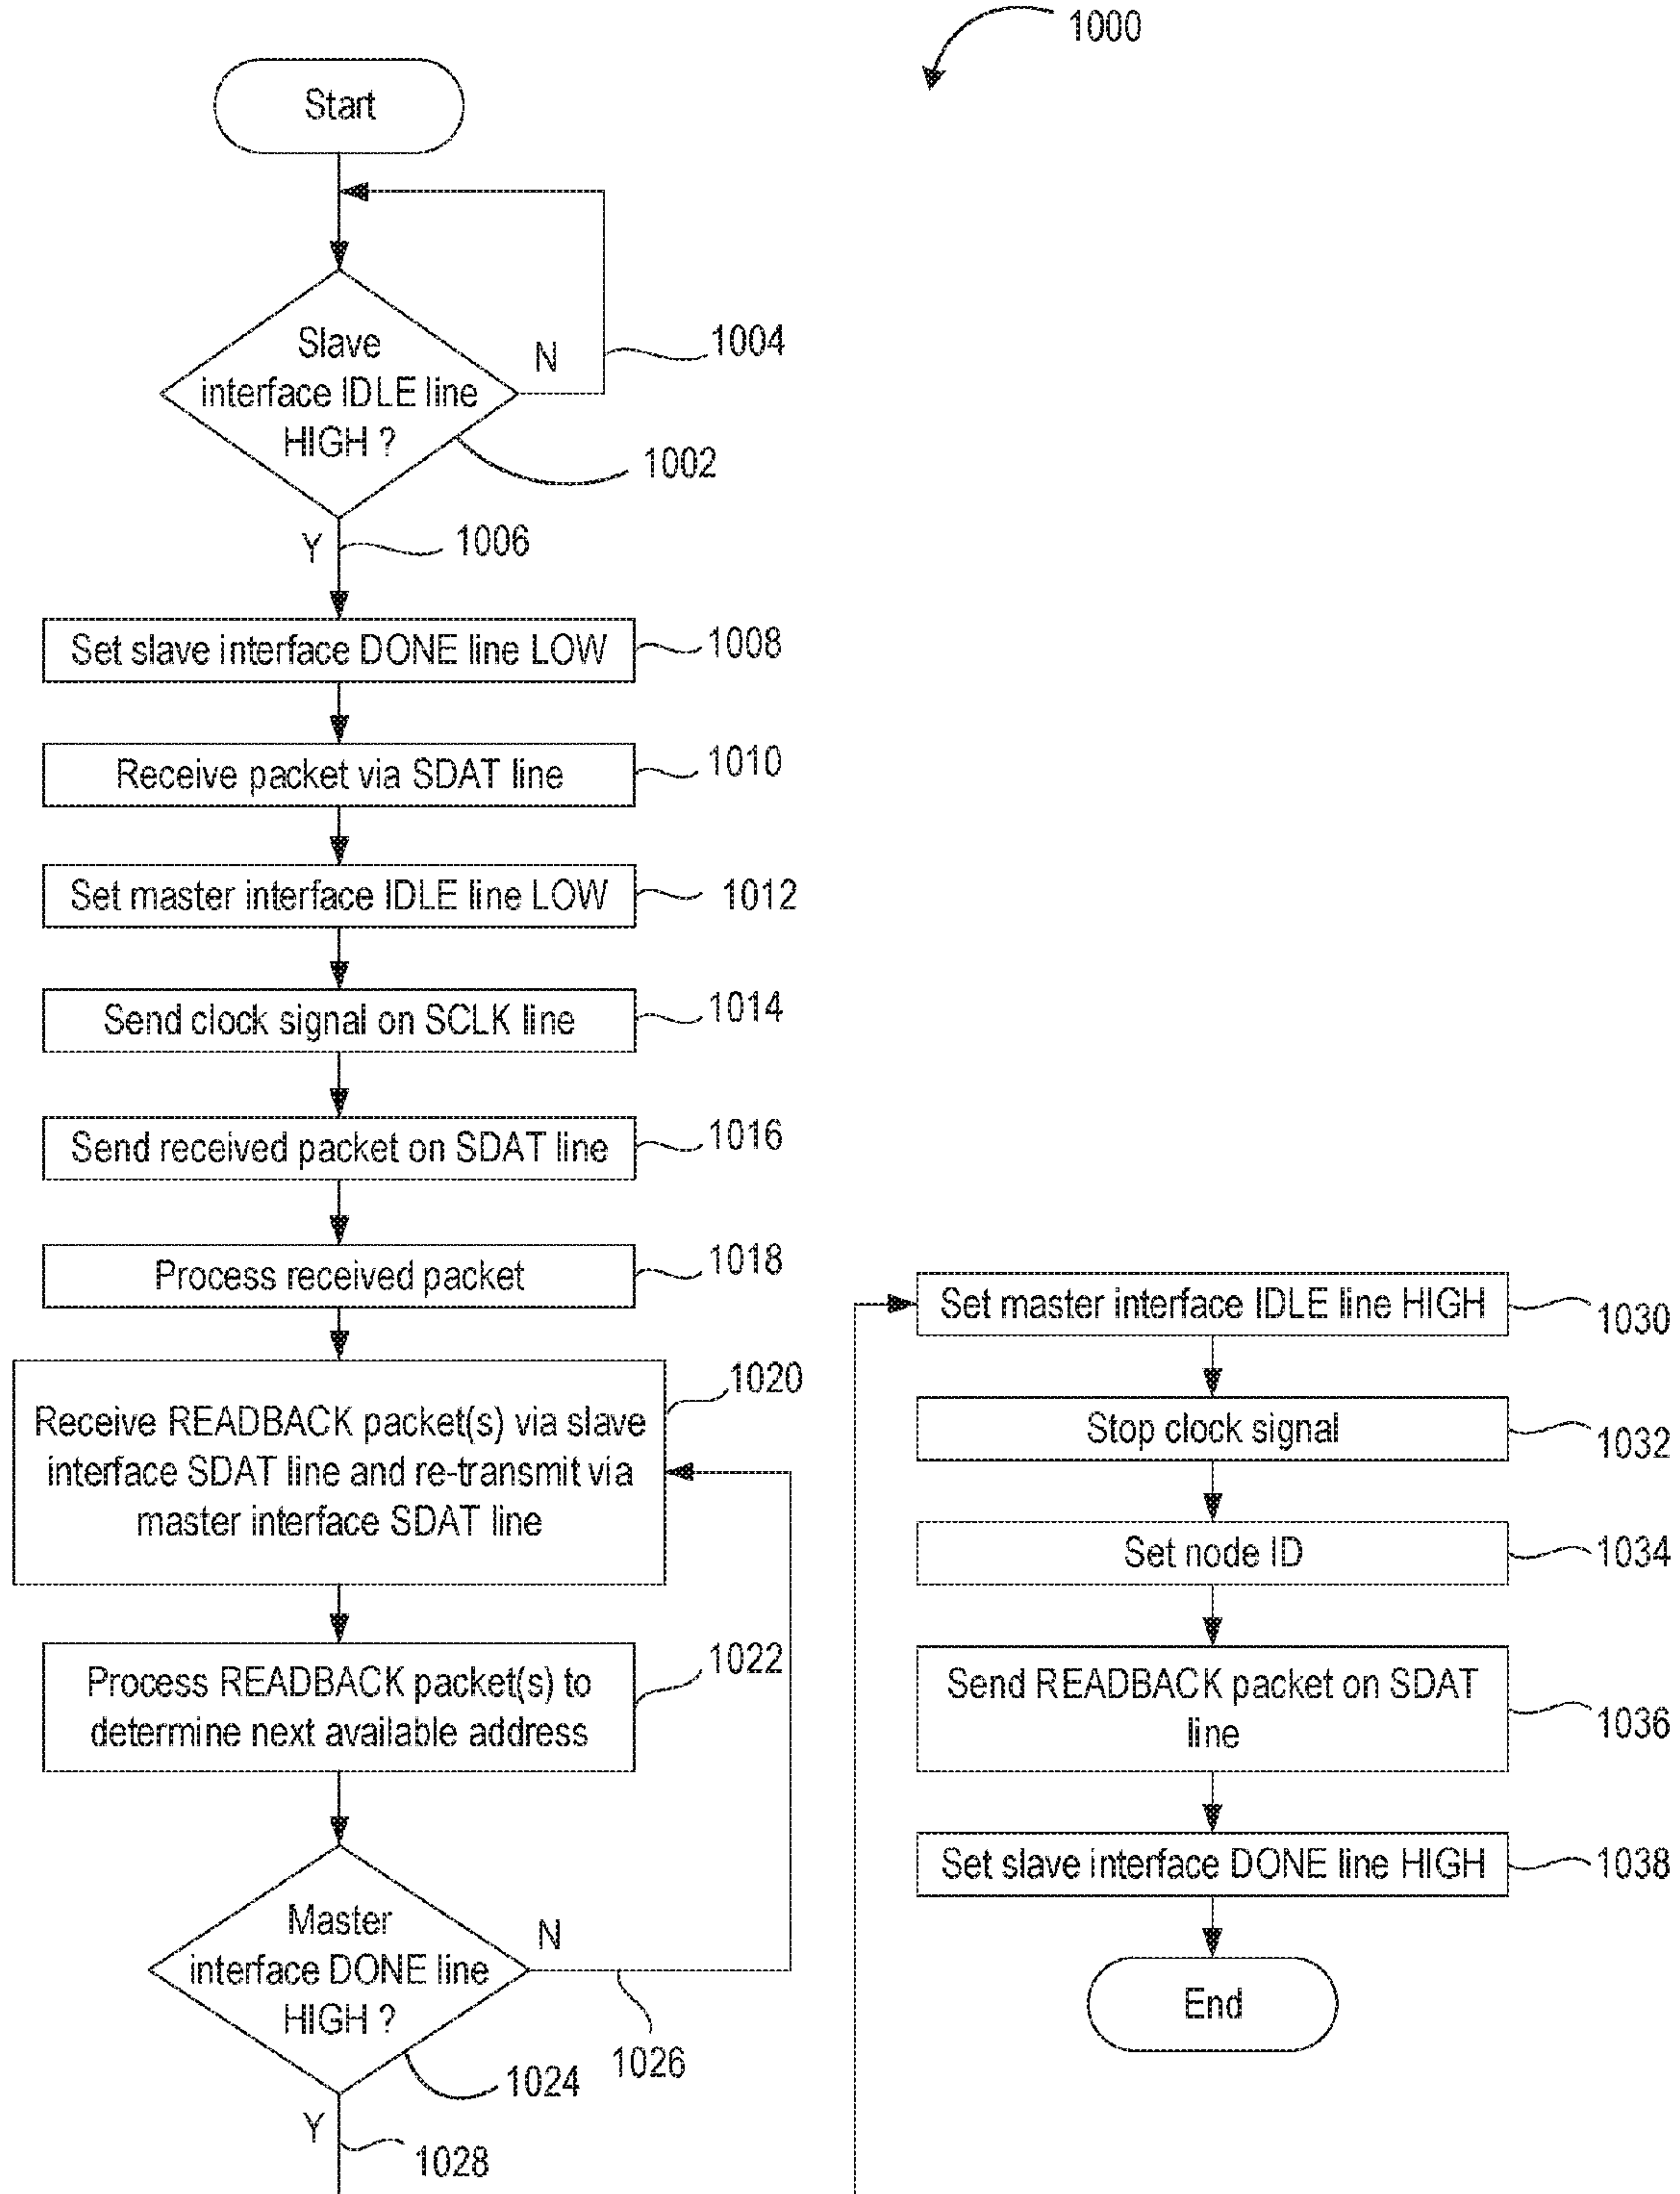 1000
Start
Slave
interface IDLE line
HIGH ?
N
1004
1002
Y
1006
Set slave interface DONE line LOW
1008
Receive packet via SDAT line
1010
Set master interface IDLE line LOW
1012
Send clock signal on SCLK line
1014
Send received packet on SDAT line
1016
Process received packet
1018
Receive READBACK packet(s) via slave
interface SDAT line and re-transmit via
master interface SDAT line
1020
Process READBACK packet(s) to
determine next available address
1022
Master
interface DONE line
HIGH ?
N
1026
1024
Y
1028
Set master interface IDLE line HIGH
1030
Stop clock signal
1032
Set node ID
1034
Send READBACK packet on SDAT
line
1036
Set slave interface DONE line HIGH
1038
End